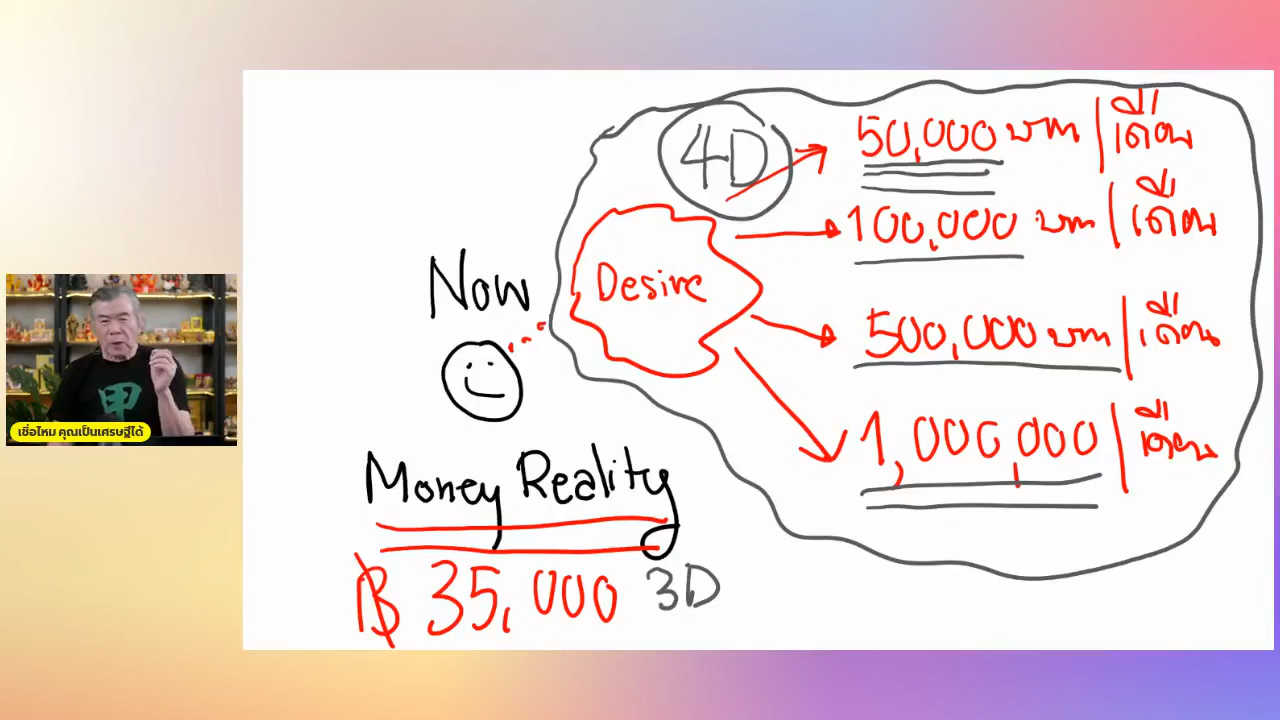 4D
50,000 บาท/เดือน
100,000 บาท/เดือน
Desire
Now
500,000 บาท/เดือน
1,000,000/เดือน
Money Reality
฿ 35,000 3D
甲
เชื่อไหม คุณเป็นเศรษฐีได้